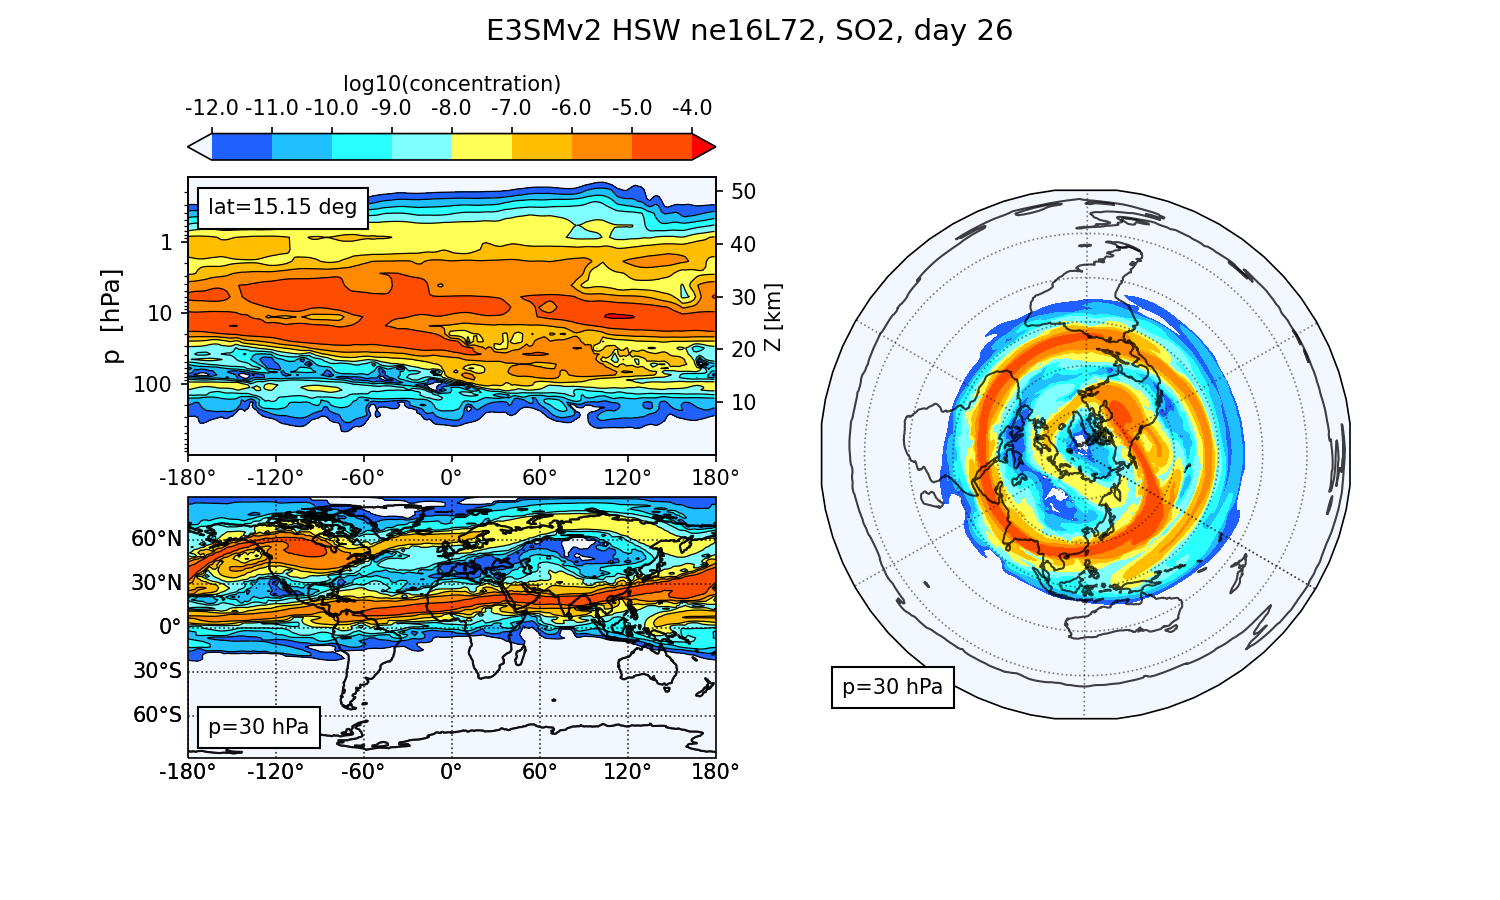 E3SMv2 HSW ne16L72, SO2, day 26
log10(concentration)
-12.0 -11.0 -10.0 -9.0 -8.0 -7.0 -6.0 -5.0 -4.0
lat=15.15 deg
p [hPa]
1
10
100
50
40
30
20
10
Z [km]
-180° -120° -60° 0° 60° 120° 180°
60°N
30°N
0°
30°S
60°S
p=30 hPa
-180° -120° -60° 0° 60° 120° 180°
p=30 hPa